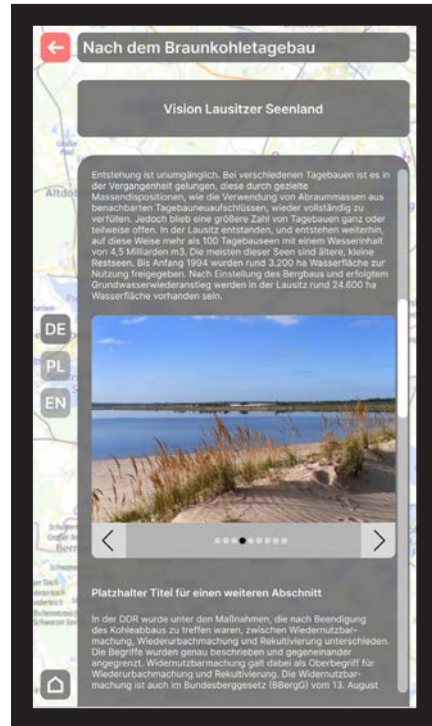 Nach dem Braunkohletagebau
Vision Lausitzer Seenland
Entstehung ist unumgänglich. Bei verschiedenen Tagebauen ist es in
der Vergangenheit gelungen, diese durch gezielte
Massendispositionen, wie die Verwendung von Abraummassen aus
benachbarten Tagebauneuaufschlüssen, wieder vollständig zu
verfüllen. Jedoch blieb eine größere Zahl von Tagebauen ganz oder
teilweise offen. In der Lausitz entstanden, und entstehen weiterhin,
auf diese Weise mehr als 100 Tagebauseen mit einem Wasserinhalt
von 4,5 Milliarden m3. Die meisten dieser Seen sind ältere, kleine
Restseen. Bis Anfang 1994 wurden rund 3.200 ha Wasserfläche zur
Nutzung freigegeben. Nach Einstellung des Bergbaus und erfolgtem
Grundwasserwiederanstieg werden in der Lausitz rund 24.600 ha
Wasserfläche vorhanden sein.
Altdöb
DE
PL
EN
Platzhalter Titel für einen weiteren Abschnitt
In der DDR wurde unter den Maßnahmen, die nach Beendigung
des Kohleabbaus zu treffen waren, zwischen Wiedernutzbar-
machung, Wiederurbachmachung und Rekultivierung unterschieden.
Die Begriffe wurden genau beschrieben und gegeneinander
angegrenzt. Widernutzbarmachung galt dabei als Oberbegriff für
Wiederurbachmachung und Rekultivierung. Die Widernutzbar-
machung ist auch im Bundesberggesetz (BBergG) vom 13. August